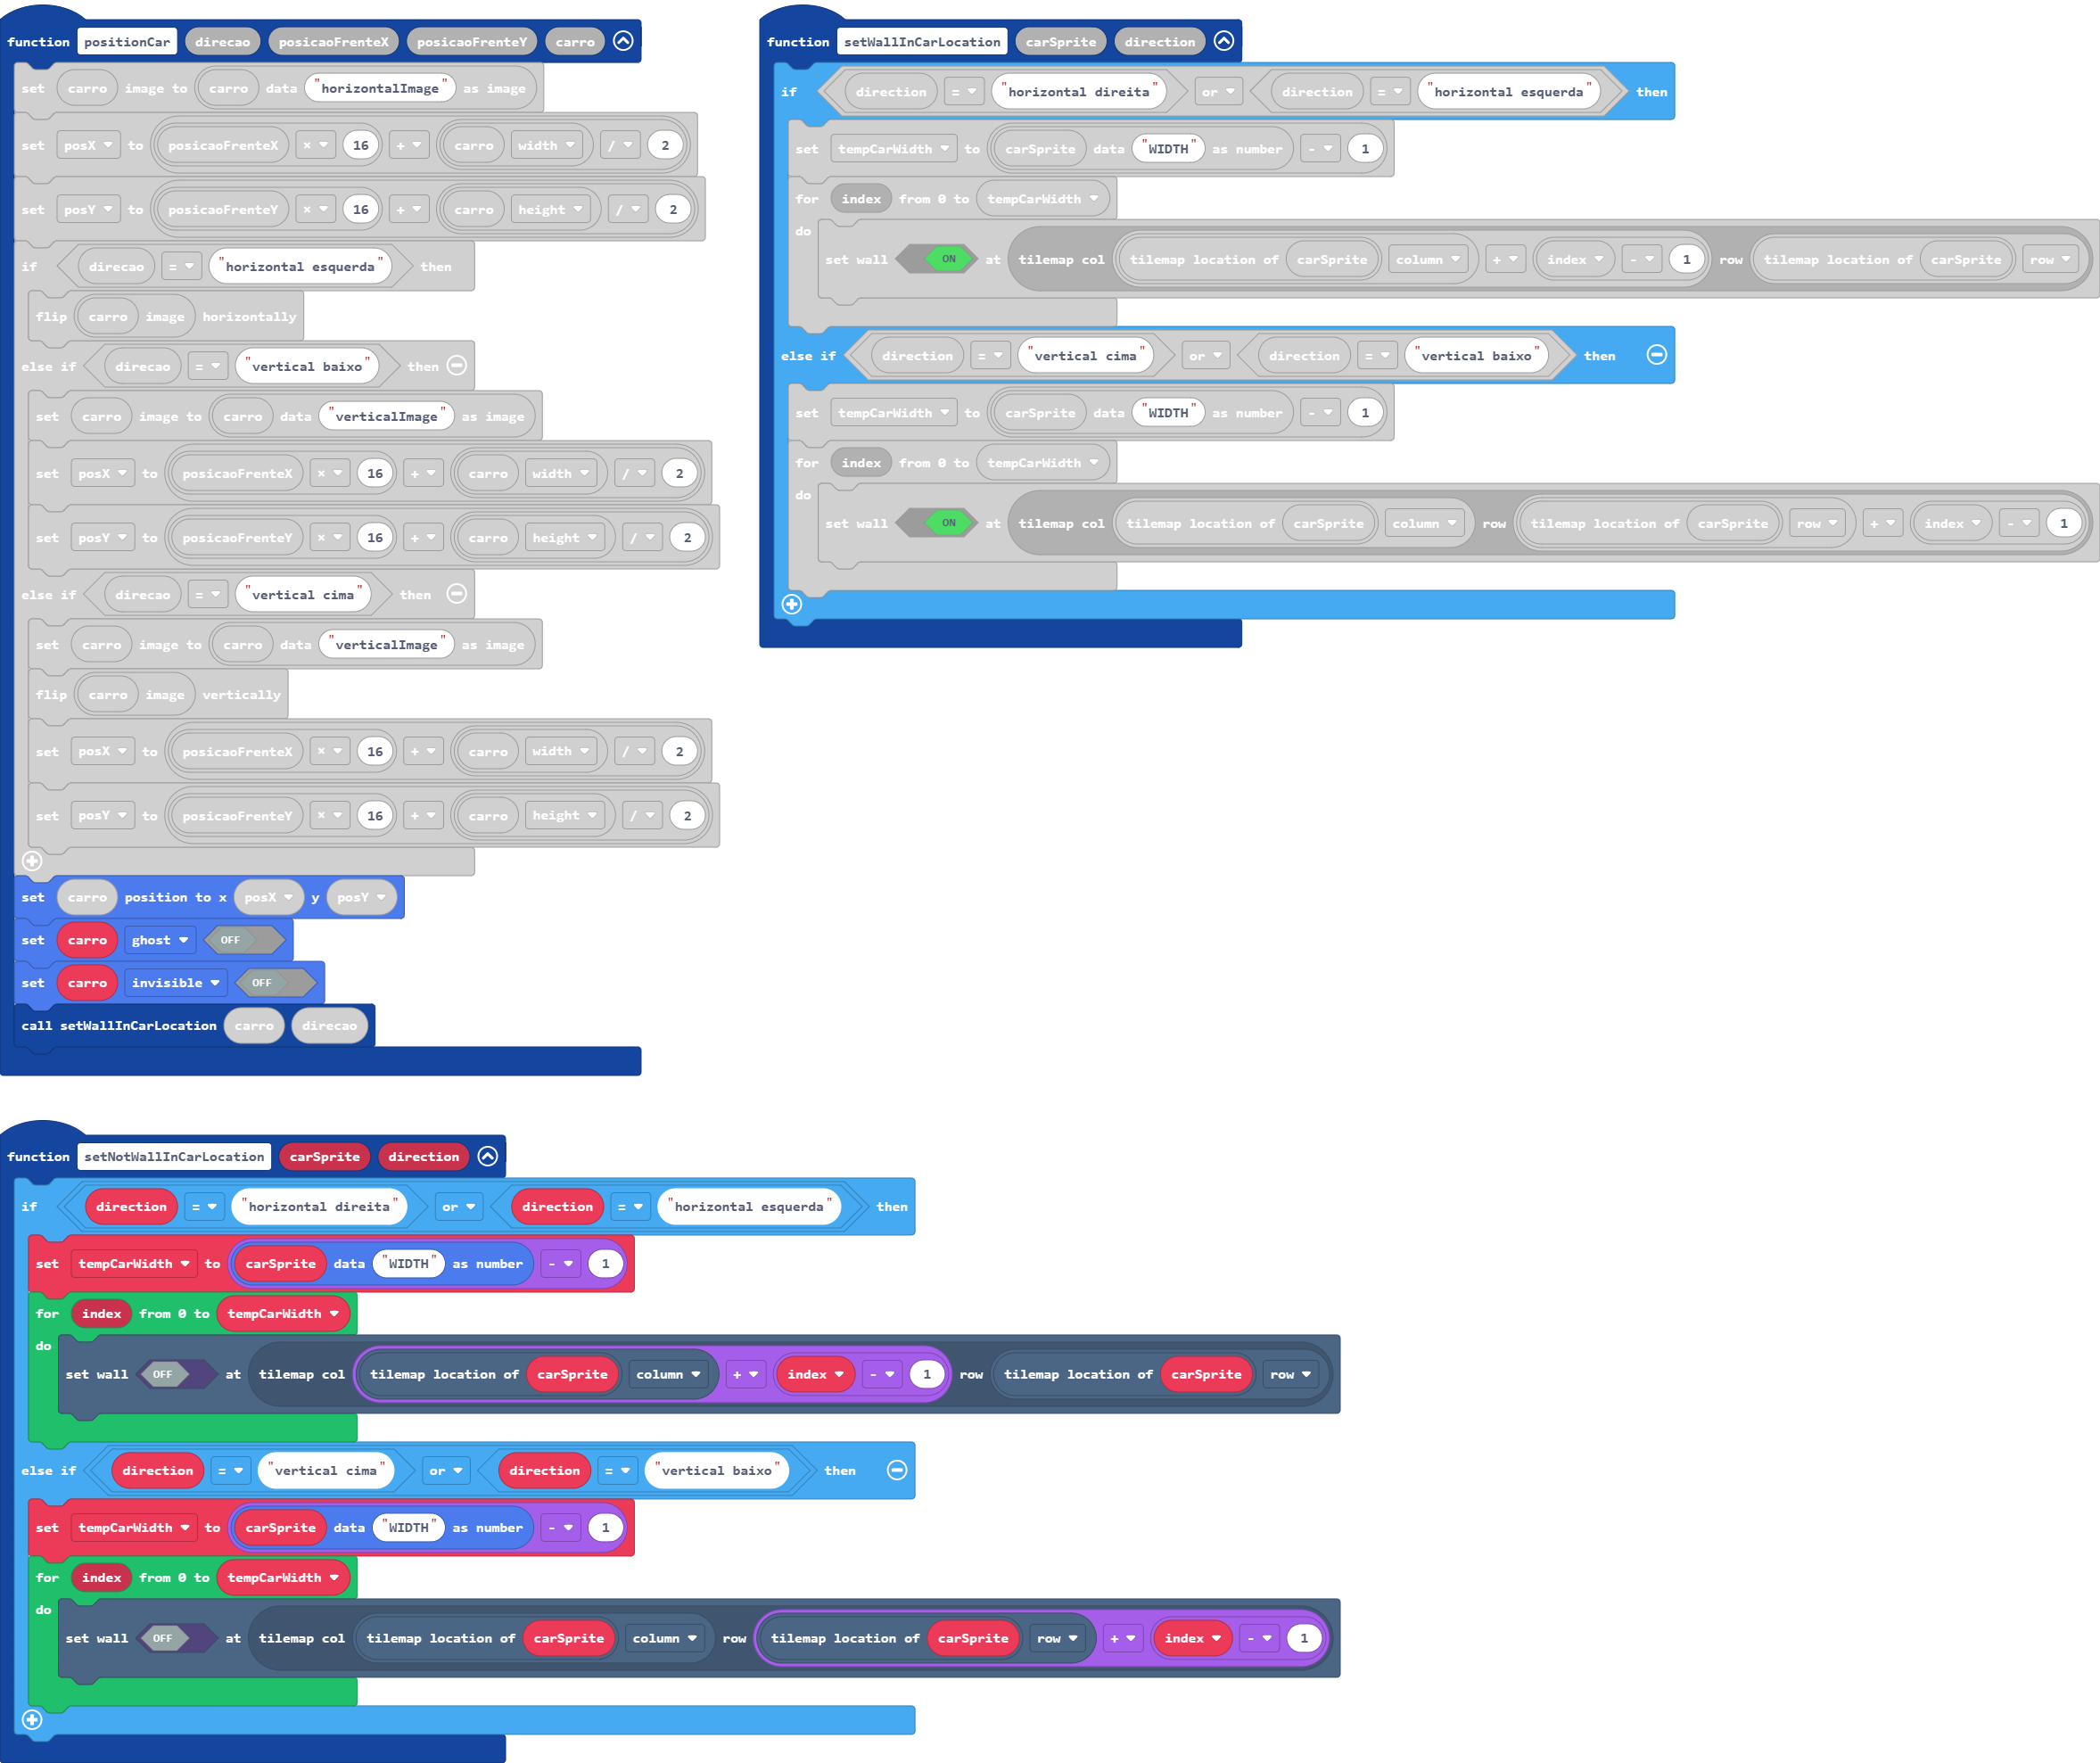 function positionCar direcao posicaoFrenteX posicaoFrenteY carro
set carro image to carro data "horizontalImage" as image
set posX to posicaoFrenteX × 16 + carro width / 2
set posY to posicaoFrenteY × 16 + carro height / 2
if direcao = "horizontal esquerda" then
flip carro image horizontally
else if direcao = "vertical baixo" then
set carro image to carro data "verticalImage" as image
set posX to posicaoFrenteX × 16 + carro width / 2
set posY to posicaoFrenteY × 16 + carro height / 2
else if direcao = "vertical cima" then
set carro image to carro data "verticalImage" as image
flip carro image vertically
set posX to posicaoFrenteX × 16 + carro width / 2
set posY to posicaoFrenteY × 16 + carro height / 2
set carro position to x posX y posY
set carro ghost OFF
set carro invisible OFF
call setWallInCarLocation carro direcao
function setWallInCarLocation carSprite direction
if direction = "horizontal direita" or direction = "horizontal esquerda" then
set tempCarWidth to carSprite data "WIDTH" as number - 1
for index from 0 to tempCarWidth
do
set wall ON at tilemap col tilemap location of carSprite column + index - 1 row tilemap location of carSprite row
else if direction = "vertical cima" or direction = "vertical baixo" then
set tempCarWidth to carSprite data "WIDTH" as number - 1
for index from 0 to tempCarWidth
do
set wall ON at tilemap col tilemap location of carSprite column row tilemap location of carSprite row + index - 1
function setNotWallInCarLocation carSprite direction
if direction = "horizontal direita" or direction = "horizontal esquerda" then
set tempCarWidth to carSprite data "WIDTH" as number - 1
for index from 0 to tempCarWidth
do
set wall OFF at tilemap col tilemap location of carSprite column + index - 1 row tilemap location of carSprite row
else if direction = "vertical cima" or direction = "vertical baixo" then
set tempCarWidth to carSprite data "WIDTH" as number - 1
for index from 0 to tempCarWidth
do
set wall OFF at tilemap col tilemap location of carSprite column row tilemap location of carSprite row + index - 1